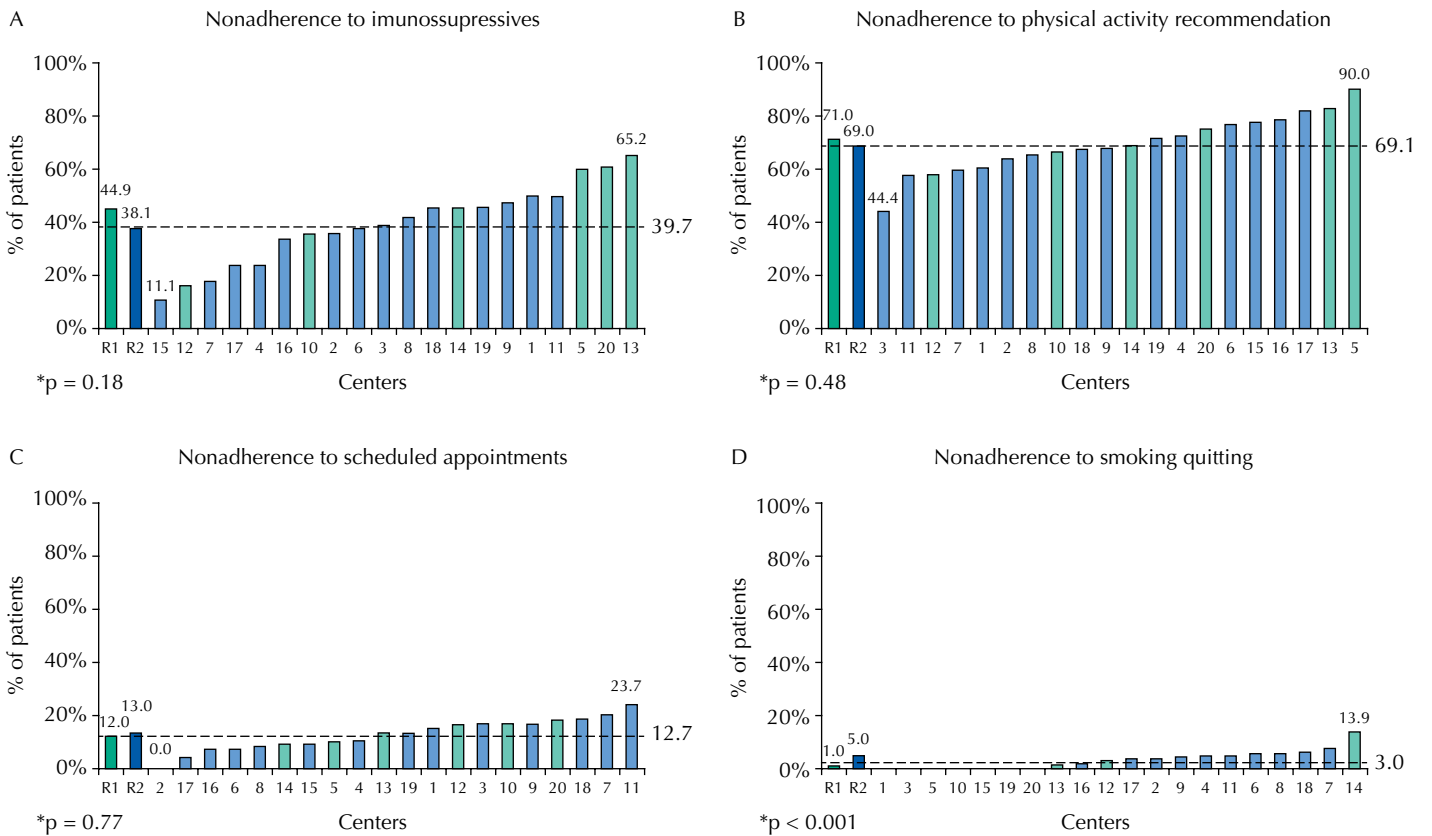 A
Nonadherence to imunossupressives
% of patients
100%
80%
60%
40%
20%
0%
44.9
38.1
11.1
65.2
39.7
R1 R2 15 12 7 17 4 16 10 2 6 3 8 18 14 19 9 1 11 5 20 13
*p = 0.18
Centers
B
Nonadherence to physical activity recommendation
% of patients
100%
80%
60%
40%
20%
0%
71.0
69.0
44.4
90.0
69.1
R1 R2 3 11 12 7 1 2 8 10 18 9 14 19 4 20 6 15 16 17 13 5
*p = 0.48
Centers
C
Nonadherence to scheduled appointments
% of patients
100%
80%
60%
40%
20%
0%
12.0
13.0
0.0
23.7
12.7
R1 R2 2 17 16 6 8 14 15 5 4 13 19 1 12 3 10 9 20 18 7 11
*p = 0.77
Centers
D
Nonadherence to smoking quitting
% of patients
100%
80%
60%
40%
20%
0%
1.0
5.0
13.9
3.0
R1 R2 1 3 5 10 15 19 20 13 16 12 17 2 9 4 11 6 8 18 7 14
*p < 0.001
Centers